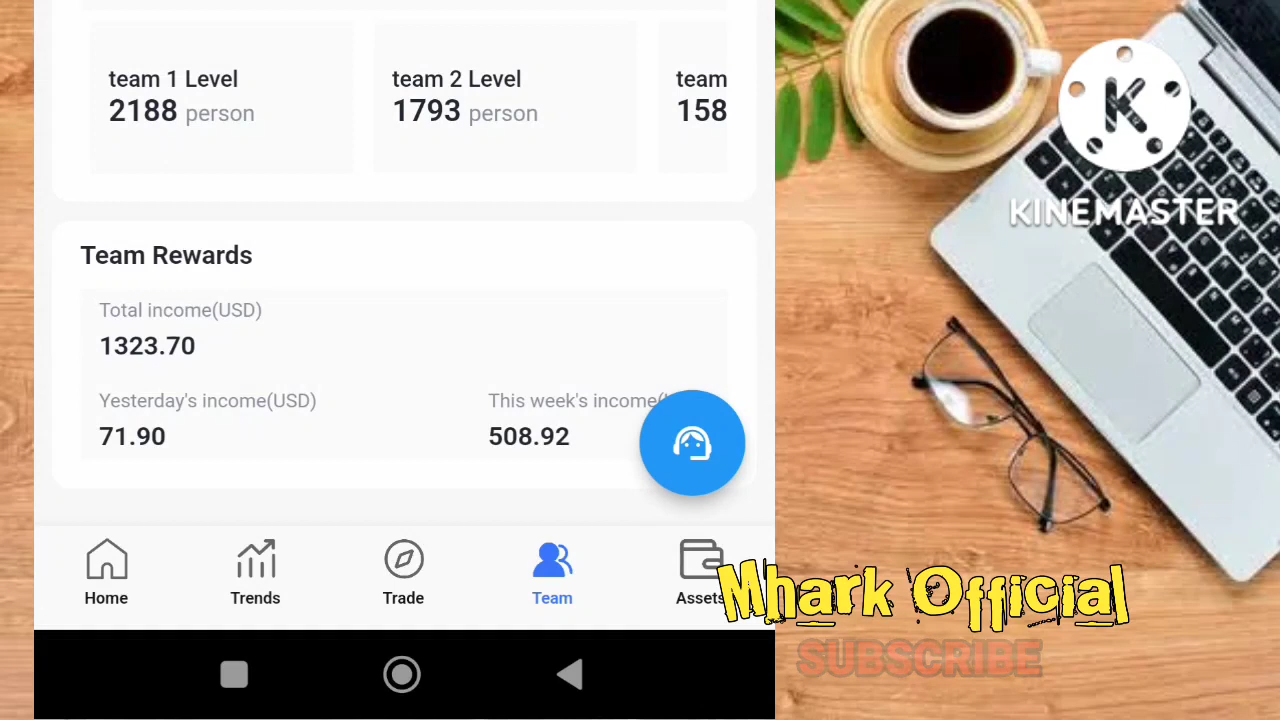 team 1 Level
2188 person
team 2 Level
1793 person
team
158
Team Rewards
Total income(USD)
1323.70
Yesterday's income(USD)
71.90
This week's income(
508.92
Home
Trends
Trade
Team
Assets
K
KINEMASTER
Mhark Official
SUBSCRIBE